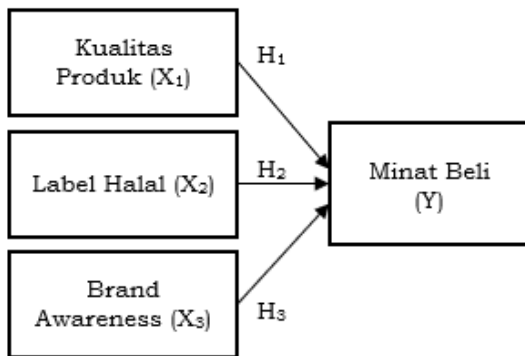 Kualitas
Produk (X₁)
H₁
Label Halal (X₂)
H₂
Minat Beli
(Y)
Brand
Awareness (X₃)
H₃